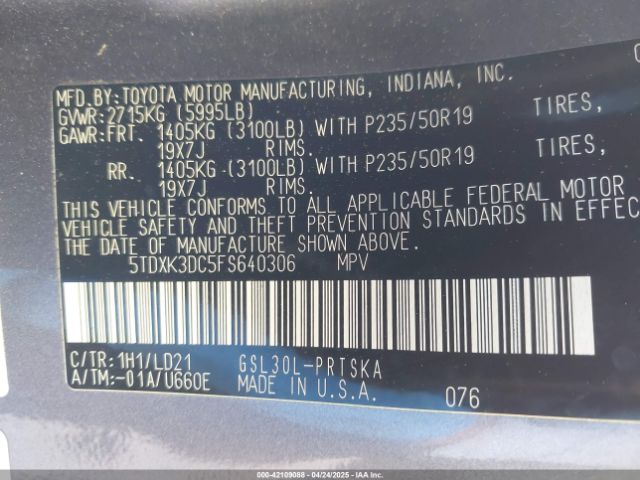 MFD.BY:TOYOTA MOTOR MANUFACTURING, INDIANA, INC.
GVWR:2715KG (5995LB)
GAWR:FRT. 1405KG (3100LB) WITH P235/50R19 TIRES,
19X7J RIMS.
RR. 1405KG (3100LB) WITH P235/50R19 TIRES,
19X7J RIMS.
THIS VEHICLE CONFORMS TO ALL APPLICABLE FEDERAL MOTOR
VEHICLE SAFETY AND THEFT PREVENTION STANDARDS IN EFFEC
THE DATE OF MANUFACTURE SHOWN ABOVE.
5TDXK3DC5FS640306 MPV
C/TR:1H1/LD21 GSL30L-PRTSKA
A/TM:-01A/U660E MADE IN U.S.A. 076
000-42109088 - 04/24/2025 - IAAI.com